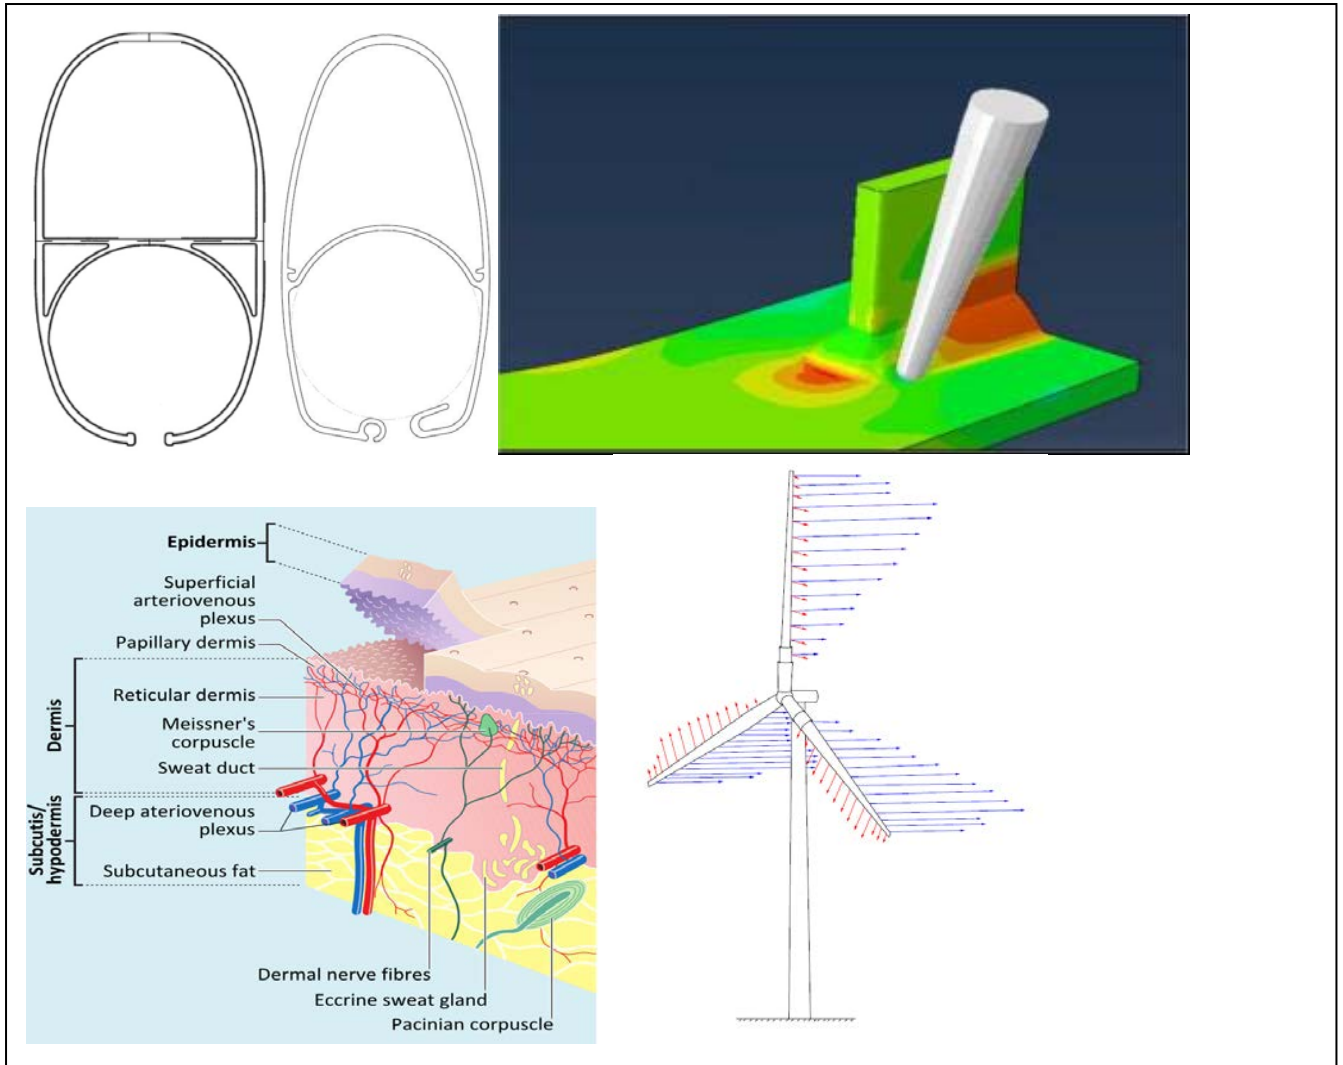 Epidermis
Superficial
arteriovenous
plexus
Papillary dermis
Dermis
Reticular dermis
Meissner's
corpuscle
Sweat duct
Subcutis/
hypodermis
Deep ateriovenous
plexus
Subcutaneous fat
Dermal nerve fibres
Eccrine sweat gland
Pacinian corpuscle